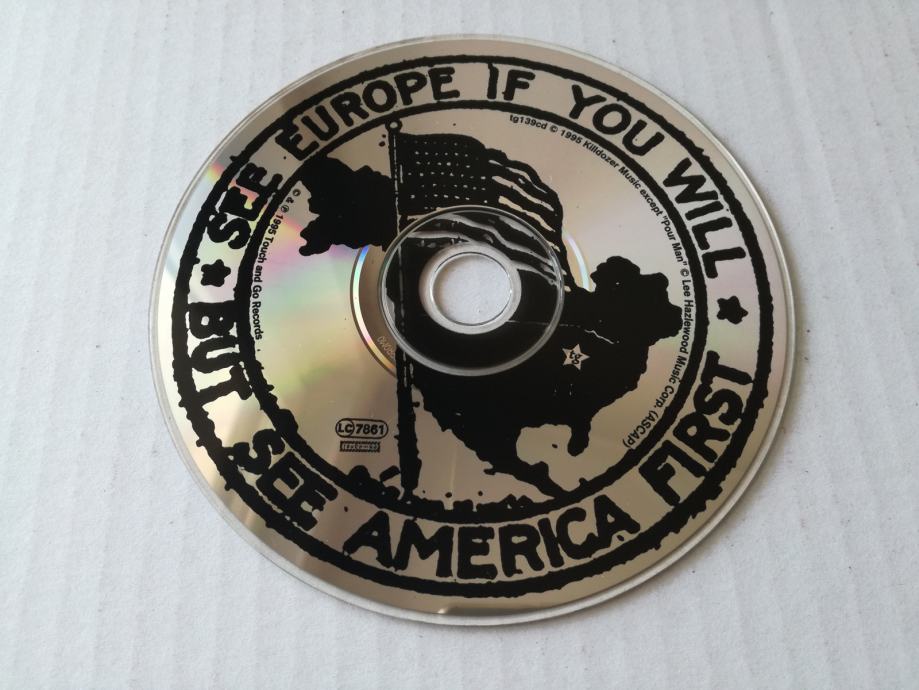 SEE EUROPE IF YOU WILL
★ BUT SEE AMERICA FIRST ★
tg139cd © 1995 Killdozer Music except "Pour Man" © Lee Hazlewood Music Corp. (ASCAP)
© & ℗ 1995 Touch and Go Records
tg
LC 7861